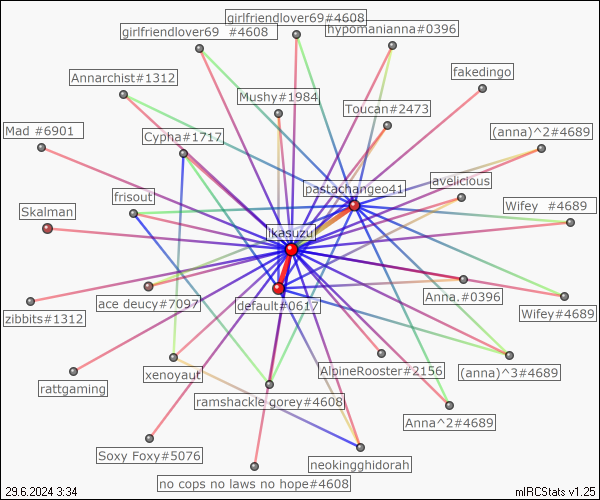 girlfriendlover69#4608
girlfriendlover69 #4608
hypomanianna#0396
Annarchist#1312
fakedingo
Mushy#1984
Toucan#2473
Mad #6901
Cypha#1717
(anna)^2#4689
pastachangeo41
avelicious
frisout
Wifey #4689
Skalman
ikasuzu
ace deucy#7097
default#0617
Anna.#0396
zibbits#1312
Wifey#4689
xenoyaut
AlpineRooster#2156
(anna)^3#4689
rattgaming
ramshackle gorey#4608
Anna^2#4689
Soxy Foxy#5076
neokingghidorah
no cops no laws no hope#4608
29.6.2024 3:34
mIRCStats v1.25